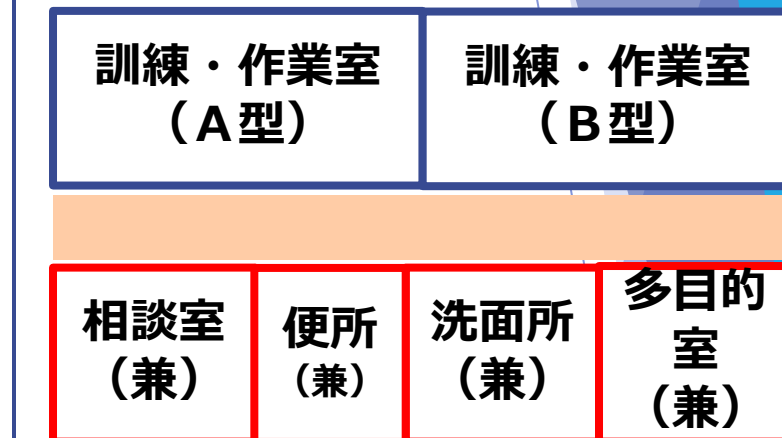 訓練・作業室
（A型）
訓練・作業室
（B型）
相談室
（兼）
便所
（兼）
洗面所
（兼）
多目的
室
（兼）